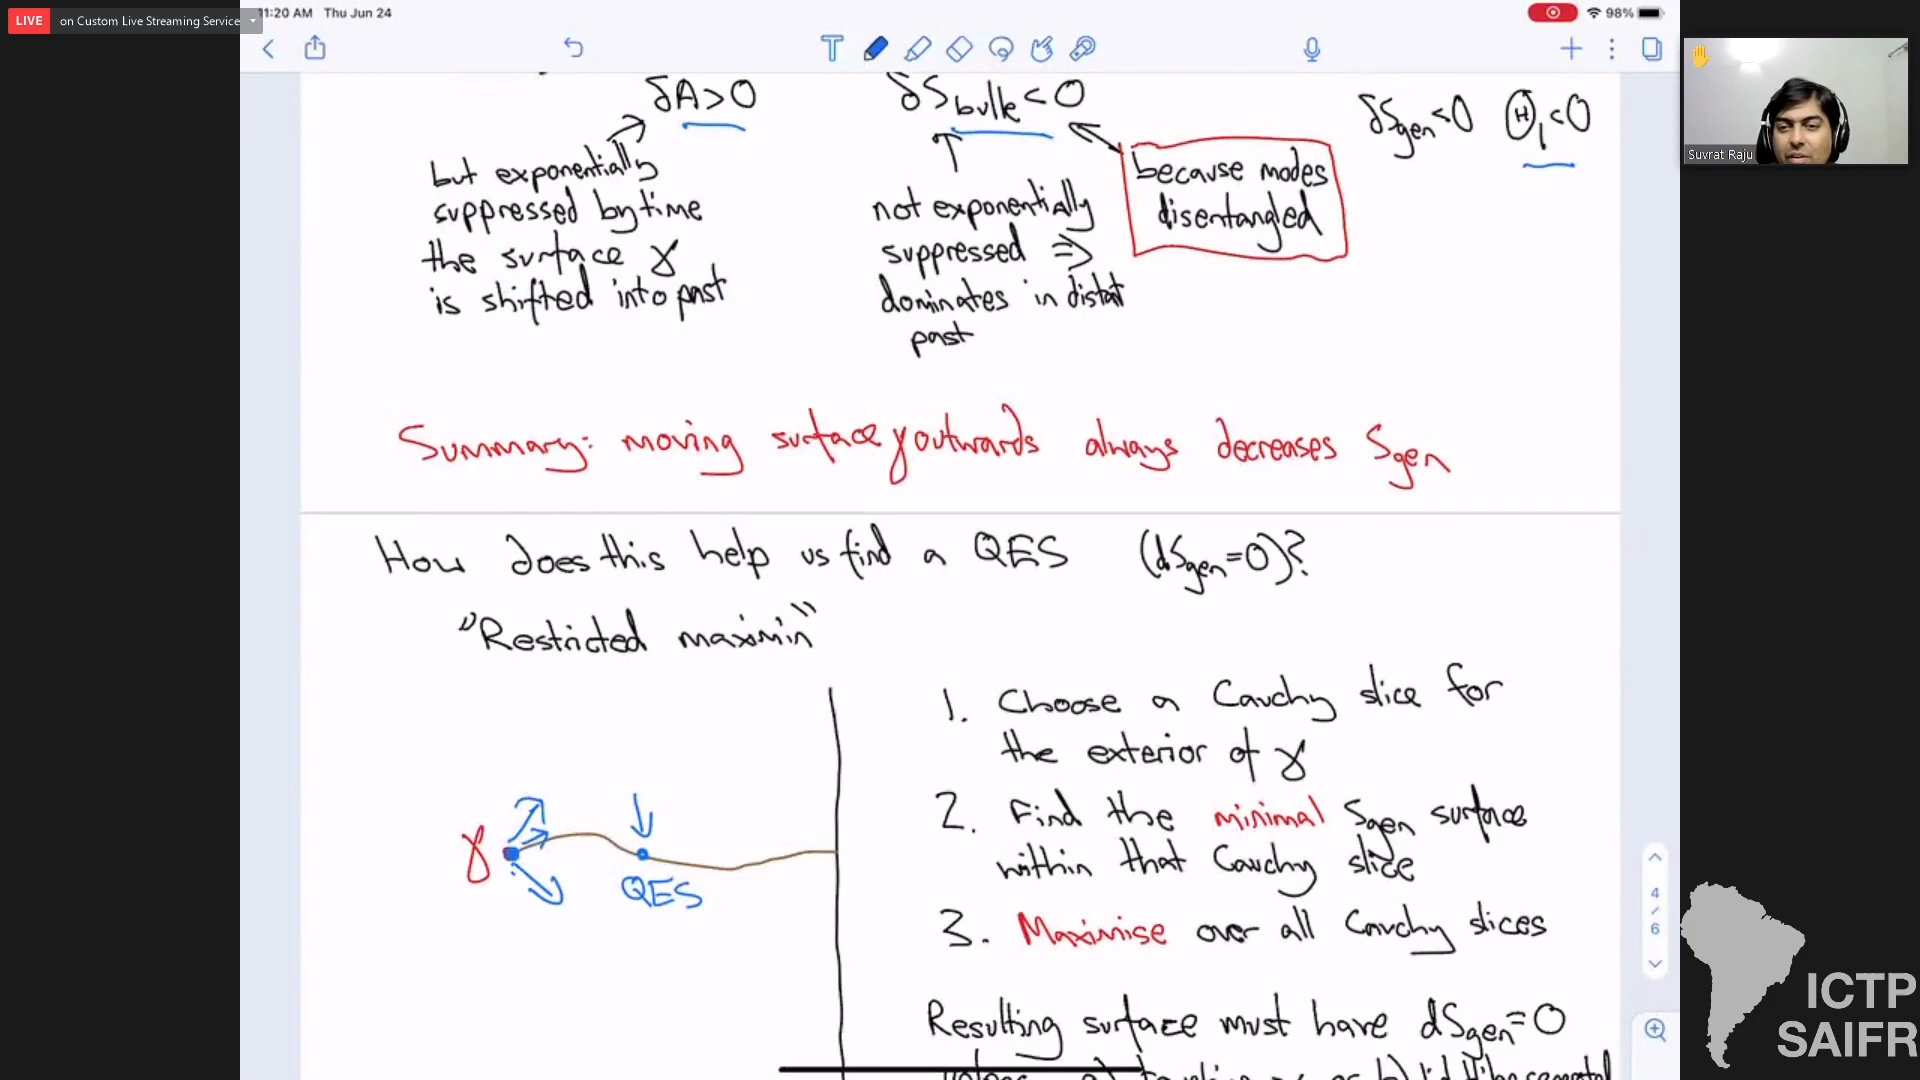 LIVE on Custom Live Streaming Service
11:20 AM Thu Jun 24
98%
δA>0
δS_bulk<0
δS_gen<0 Ⓗ₁<0
but exponentially
suppressed by time
the surface γ
is shifted into past
not exponentially
suppressed ⇒
dominates in distat
past
because modes
disentangled
Suvrat Raju
Summary: moving surface γ outwards always decreases S_gen
How does this help us find a QES (dS_gen=0)?
"Restricted maximin"
γ
QES
1. Choose a Cauchy slice for
the exterior of γ
2. Find the minimal S_gen surface
within that Cauchy slice
3. Maximise over all Cauchy slices
Resulting surface must have dS_gen=0
4
6
ICTP
SAIFR